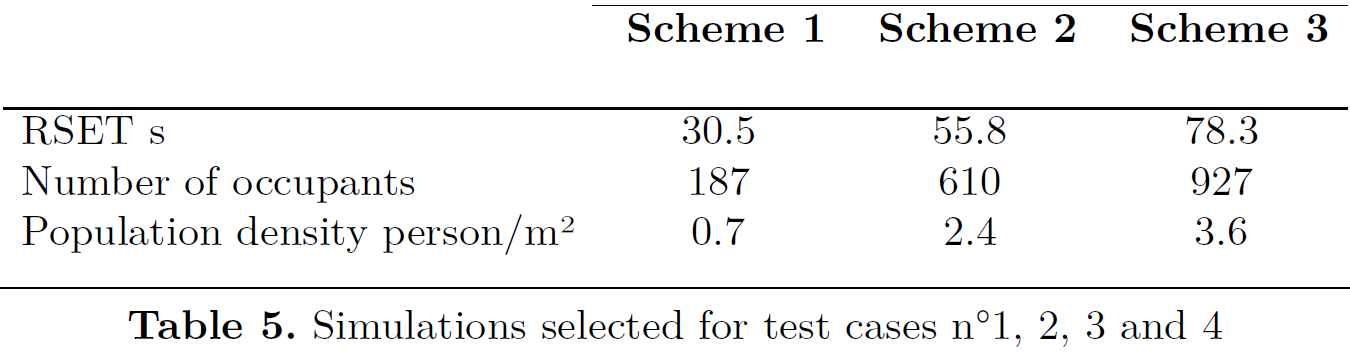 Scheme 1 Scheme 2 Scheme 3
RSET s 30.5 55.8 78.3
Number of occupants 187 610 927
Population density person/m² 0.7 2.4 3.6
Table 5. Simulations selected for test cases n°1, 2, 3 and 4